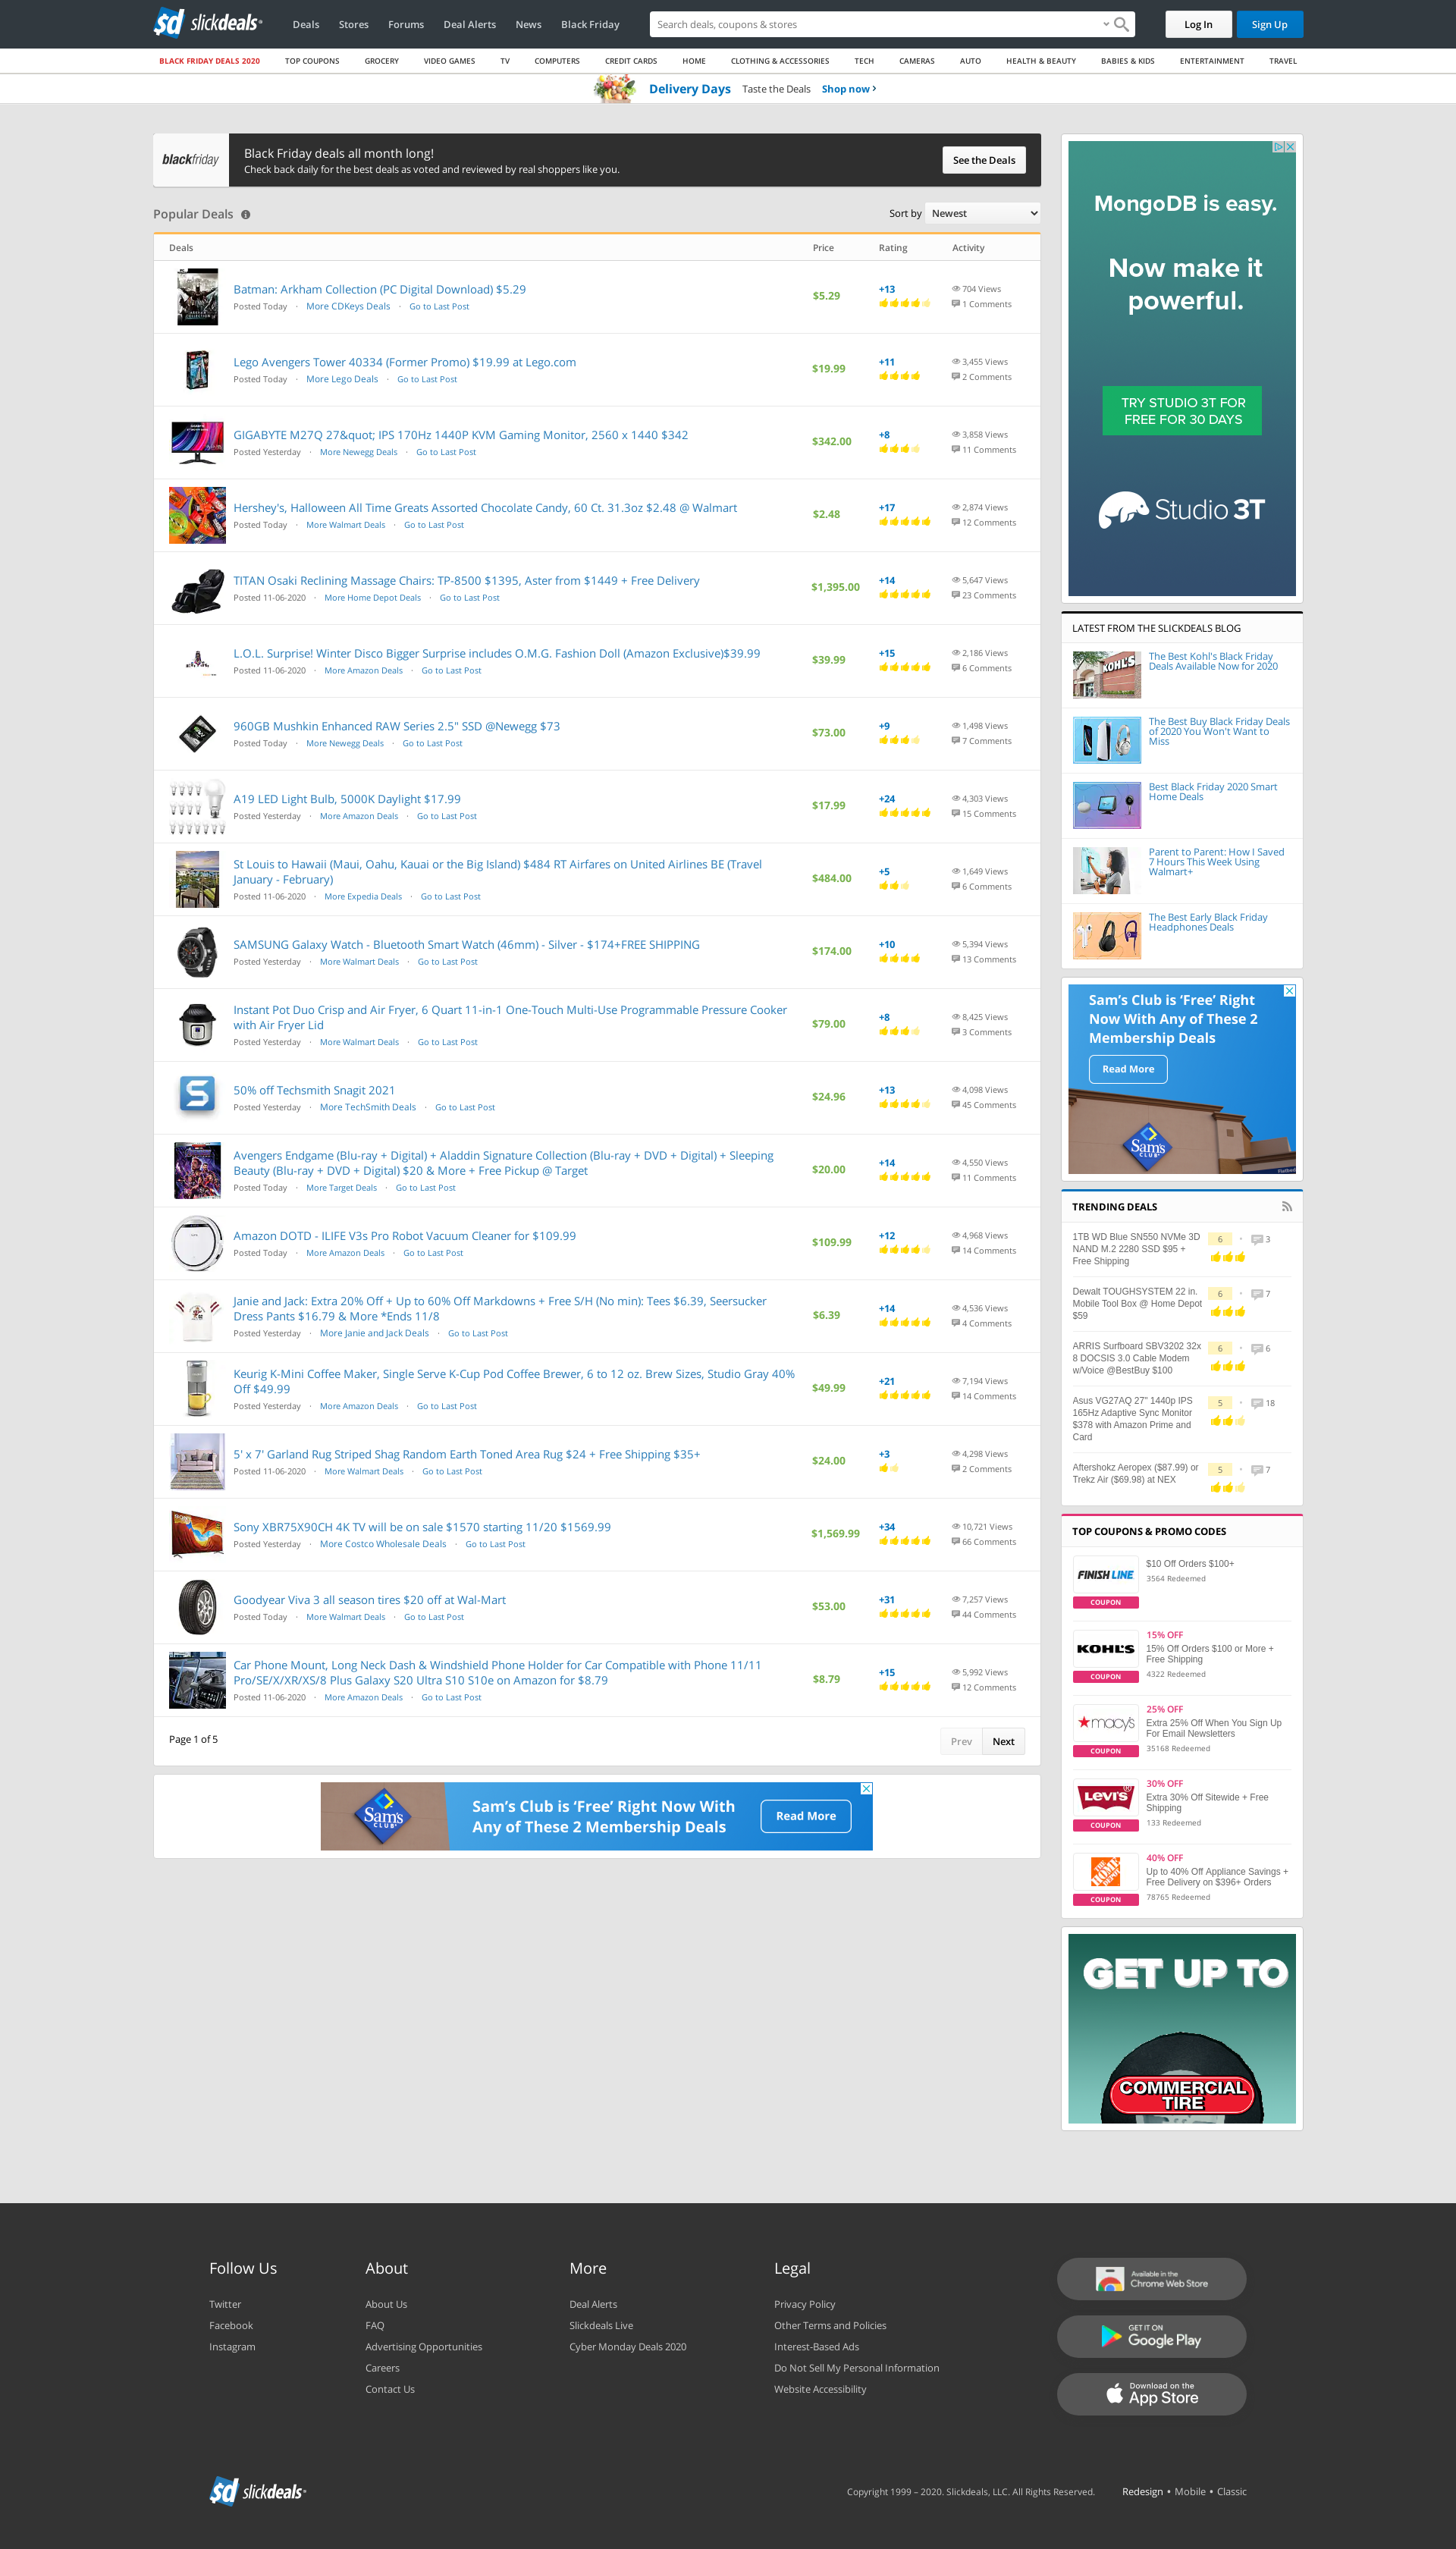 slickdeals
Deals
Stores
Forums
Deal Alerts
News
Black Friday
Search deals, coupons & stores
Log In
Sign Up
BLACK FRIDAY DEALS 2020
TOP COUPONS
GROCERY
VIDEO GAMES
TV
COMPUTERS
CREDIT CARDS
HOME
CLOTHING & ACCESSORIES
TECH
CAMERAS
AUTO
HEALTH & BEAUTY
BABIES & KIDS
ENTERTAINMENT
TRAVEL
Delivery Days Taste the Deals Shop now
blackfriday
Black Friday deals all month long!
Check back daily for the best deals as voted and reviewed by real shoppers like you.
See the Deals
Popular Deals
Sort by Newest
Deals Price Rating Activity
Batman: Arkham Collection (PC Digital Download) $5.29
Posted Today · More CDKeys Deals · Go to Last Post
$5.29
+13
704 Views
1 Comments
Lego Avengers Tower 40334 (Former Promo) $19.99 at Lego.com
Posted Today · More Lego Deals · Go to Last Post
$19.99
+11
3,455 Views
2 Comments
GIGABYTE M27Q 27&quot; IPS 170Hz 1440P KVM Gaming Monitor, 2560 x 1440 $342
Posted Yesterday · More Newegg Deals · Go to Last Post
$342.00
+8
3,858 Views
11 Comments
Hershey's, Halloween All Time Greats Assorted Chocolate Candy, 60 Ct. 31.3oz $2.48 @ Walmart
Posted Today · More Walmart Deals · Go to Last Post
$2.48
+17
2,874 Views
12 Comments
TITAN Osaki Reclining Massage Chairs: TP-8500 $1395, Aster from $1449 + Free Delivery
Posted 11-06-2020 · More Home Depot Deals · Go to Last Post
$1,395.00
+14
5,647 Views
23 Comments
L.O.L. Surprise! Winter Disco Bigger Surprise includes O.M.G. Fashion Doll (Amazon Exclusive)$39.99
Posted 11-06-2020 · More Amazon Deals · Go to Last Post
$39.99
+15
2,186 Views
6 Comments
960GB Mushkin Enhanced RAW Series 2.5" SSD @Newegg $73
Posted Today · More Newegg Deals · Go to Last Post
$73.00
+9
1,498 Views
7 Comments
A19 LED Light Bulb, 5000K Daylight $17.99
Posted Yesterday · More Amazon Deals · Go to Last Post
$17.99
+24
4,303 Views
15 Comments
St Louis to Hawaii (Maui, Oahu, Kauai or the Big Island) $484 RT Airfares on United Airlines BE (Travel
January - February)
Posted 11-06-2020 · More Expedia Deals · Go to Last Post
$484.00
+5
1,649 Views
6 Comments
SAMSUNG Galaxy Watch - Bluetooth Smart Watch (46mm) - Silver - $174+FREE SHIPPING
Posted Yesterday · More Walmart Deals · Go to Last Post
$174.00
+10
5,394 Views
13 Comments
Instant Pot Duo Crisp and Air Fryer, 6 Quart 11-in-1 One-Touch Multi-Use Programmable Pressure Cooker
with Air Fryer Lid
Posted Yesterday · More Walmart Deals · Go to Last Post
$79.00
+8
8,425 Views
3 Comments
50% off Techsmith Snagit 2021
Posted Yesterday · More TechSmith Deals · Go to Last Post
$24.96
+13
4,098 Views
45 Comments
Avengers Endgame (Blu-ray + Digital) + Aladdin Signature Collection (Blu-ray + DVD + Digital) + Sleeping
Beauty (Blu-ray + DVD + Digital) $20 & More + Free Pickup @ Target
Posted Today · More Target Deals · Go to Last Post
$20.00
+14
4,550 Views
11 Comments
Amazon DOTD - ILIFE V3s Pro Robot Vacuum Cleaner for $109.99
Posted Today · More Amazon Deals · Go to Last Post
$109.99
+12
4,968 Views
14 Comments
Janie and Jack: Extra 20% Off + Up to 60% Off Markdowns + Free S/H (No min): Tees $6.39, Seersucker
Dress Pants $16.79 & More *Ends 11/8
Posted Yesterday · More Janie and Jack Deals · Go to Last Post
$6.39
+14
4,536 Views
4 Comments
Keurig K-Mini Coffee Maker, Single Serve K-Cup Pod Coffee Brewer, 6 to 12 oz. Brew Sizes, Studio Gray 40%
Off $49.99
Posted Yesterday · More Amazon Deals · Go to Last Post
$49.99
+21
7,194 Views
14 Comments
5' x 7' Garland Rug Striped Shag Random Earth Toned Area Rug $24 + Free Shipping $35+
Posted 11-06-2020 · More Walmart Deals · Go to Last Post
$24.00
+3
4,298 Views
2 Comments
Sony XBR75X90CH 4K TV will be on sale $1570 starting 11/20 $1569.99
Posted Yesterday · More Costco Wholesale Deals · Go to Last Post
$1,569.99
+34
10,721 Views
66 Comments
Goodyear Viva 3 all season tires $20 off at Wal-Mart
Posted Today · More Walmart Deals · Go to Last Post
$53.00
+31
7,257 Views
44 Comments
Car Phone Mount, Long Neck Dash & Windshield Phone Holder for Car Compatible with Phone 11/11
Pro/SE/X/XR/XS/8 Plus Galaxy S20 Ultra S10 S10e on Amazon for $8.79
Posted 11-06-2020 · More Amazon Deals · Go to Last Post
$8.79
+15
5,992 Views
12 Comments
Page 1 of 5
Prev
Next
Sam's CLUB
Sam's Club is 'Free' Right Now With
Any of These 2 Membership Deals
Read More
MongoDB is easy.
Now make it
powerful.
TRY STUDIO 3T FOR
FREE FOR 30 DAYS
Studio 3T
LATEST FROM THE SLICKDEALS BLOG
KOHL'S
The Best Kohl's Black Friday
Deals Available Now for 2020
The Best Buy Black Friday Deals
of 2020 You Won't Want to
Miss
Best Black Friday 2020 Smart
Home Deals
Parent to Parent: How I Saved
7 Hours This Week Using
Walmart+
The Best Early Black Friday
Headphones Deals
Sam's Club is 'Free' Right
Now With Any of These 2
Membership Deals
Read More
Sam's CLUB
TRENDING DEALS
1TB WD Blue SN550 NVMe 3D
NAND M.2 2280 SSD $95 +
Free Shipping
6 · 3
Dewalt TOUGHSYSTEM 22 in.
Mobile Tool Box @ Home Depot
$59
6 · 7
ARRIS Surfboard SBV3202 32x
8 DOCSIS 3.0 Cable Modem
w/Voice @BestBuy $100
6 · 6
Asus VG27AQ 27" 1440p IPS
165Hz Adaptive Sync Monitor
$378 with Amazon Prime and
Card
5 · 18
Aftershokz Aeropex ($87.99) or
Trekz Air ($69.98) at NEX
5 · 7
TOP COUPONS & PROMO CODES
FINISH LINE
COUPON
$10 Off Orders $100+
3564 Redeemed
KOHL'S
COUPON
15% OFF
15% Off Orders $100 or More +
Free Shipping
4322 Redeemed
macy's
COUPON
25% OFF
Extra 25% Off When You Sign Up
For Email Newsletters
35168 Redeemed
LEVI'S
COUPON
30% OFF
Extra 30% Off Sitewide + Free
Shipping
133 Redeemed
THE HOME DEPOT
COUPON
40% OFF
Up to 40% Off Appliance Savings +
Free Delivery on $396+ Orders
78765 Redeemed
GET UP TO
COMMERCIAL
TIRE
Follow Us
Twitter
Facebook
Instagram
About
About Us
FAQ
Advertising Opportunities
Careers
Contact Us
More
Deal Alerts
Slickdeals Live
Cyber Monday Deals 2020
Legal
Privacy Policy
Other Terms and Policies
Interest-Based Ads
Do Not Sell My Personal Information
Website Accessibility
Available in the
Chrome Web Store
GET IT ON
Google Play
Download on the
App Store
slickdeals
Copyright 1999 – 2020. Slickdeals, LLC. All Rights Reserved.
Redesign • Mobile • Classic